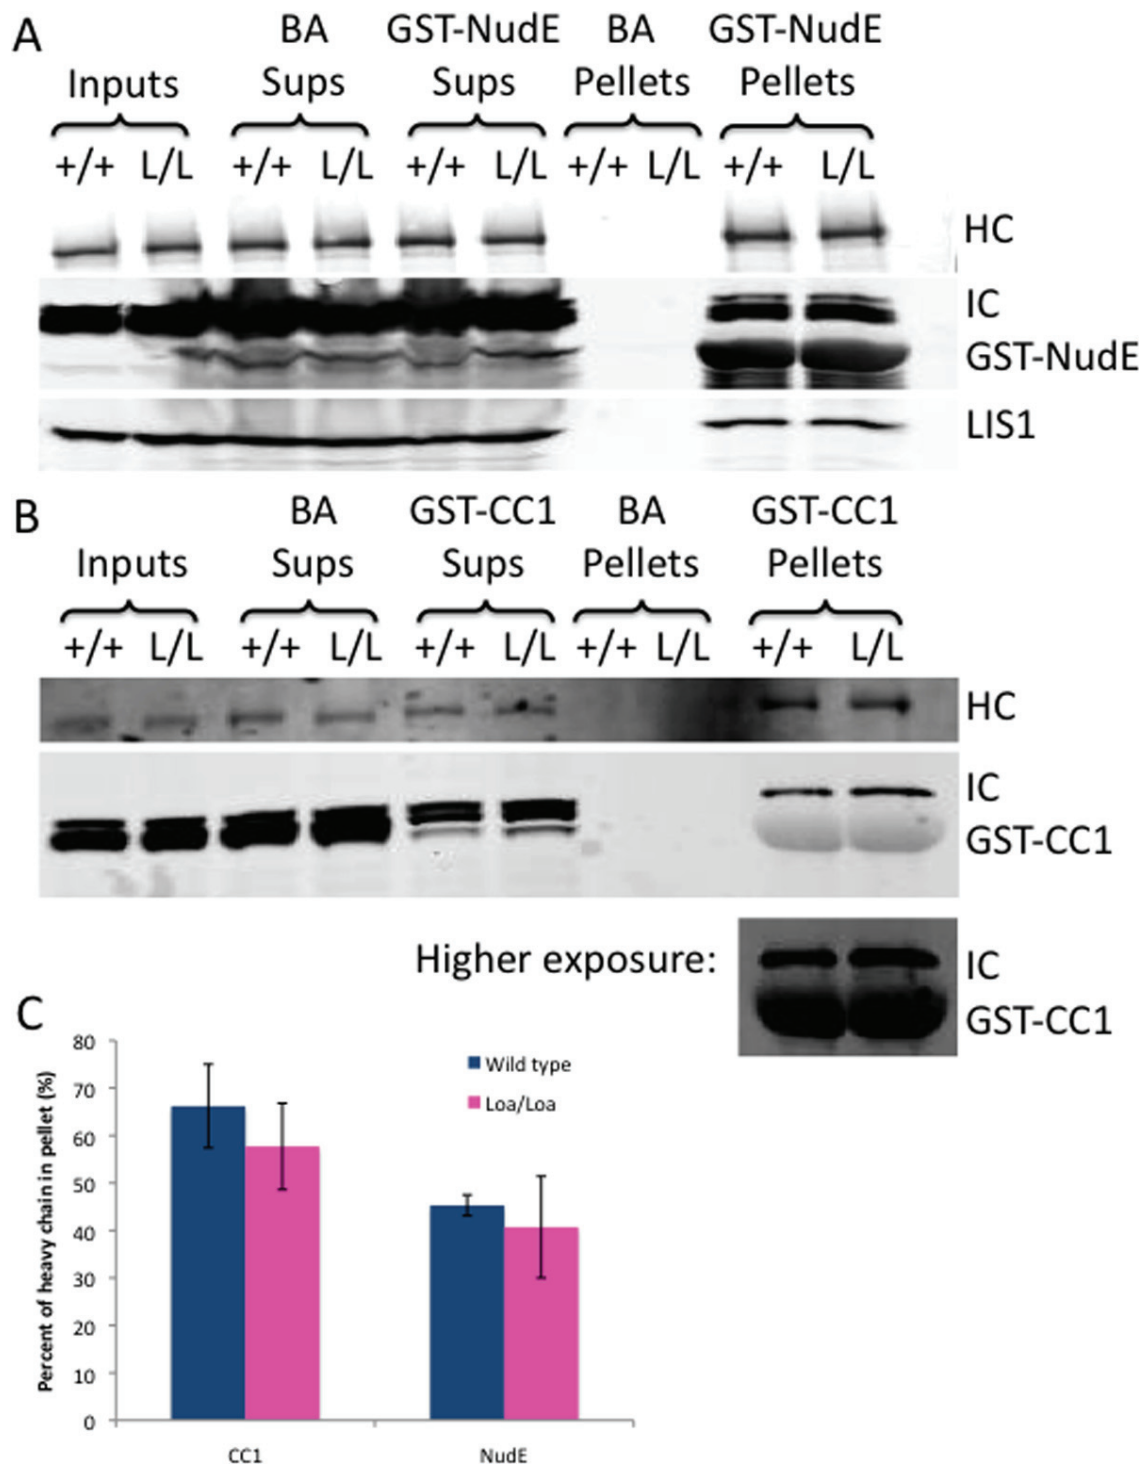 A
BA GST-NudE BA GST-NudE
Inputs Sups Sups Pellets Pellets
+/+ L/L +/+ L/L +/+ L/L +/+ L/L +/+ L/L
HC
IC
GST-NudE
LIS1
B
BA GST-CC1 BA GST-CC1
Inputs Sups Sups Pellets Pellets
+/+ L/L +/+ L/L +/+ L/L +/+ L/L +/+ L/L
HC
IC
GST-CC1
Higher exposure:
IC
GST-CC1
C
Percent of heavy chain in pellet (%)
80
70
60
50
40
30
20
10
0
Wild type
Loa/Loa
CC1 NudE